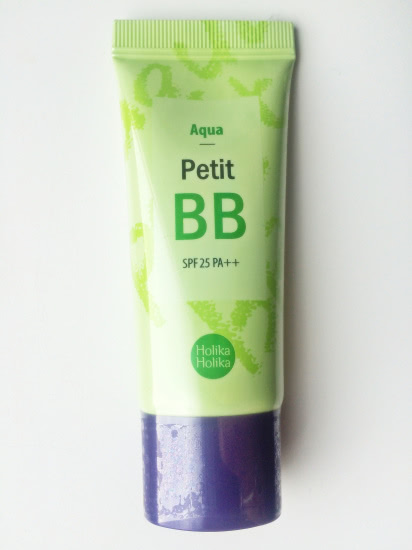 Aqua
Petit
BB
SPF 25 PA++
Holika
Holika